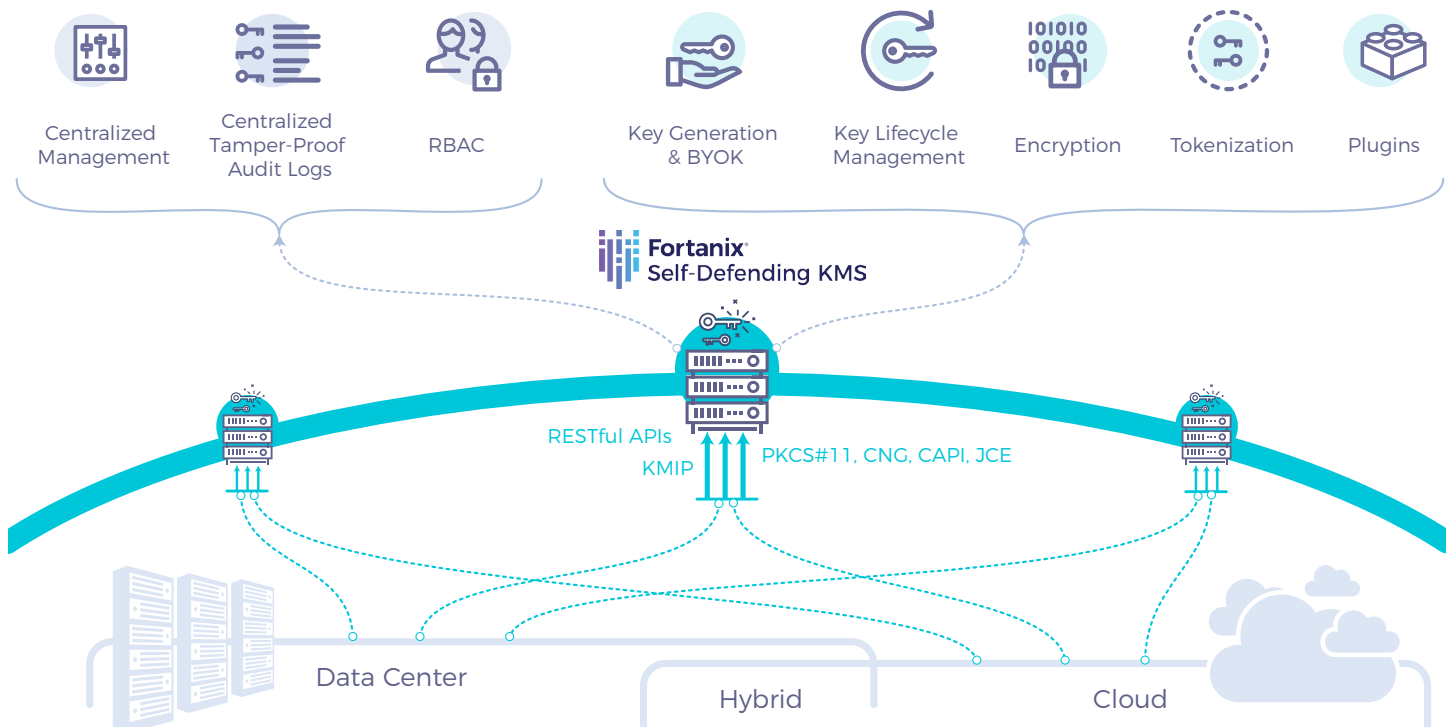 Centralized
Management
Centralized
Tamper-Proof
Audit Logs
RBAC
Key Generation
& BYOK
Key Lifecycle
Management
Encryption
Tokenization
Plugins
Fortanix®
Self-Defending KMS
RESTful APIs
KMIP
PKCS#11, CNG, CAPI, JCE
Data Center
Hybrid
Cloud